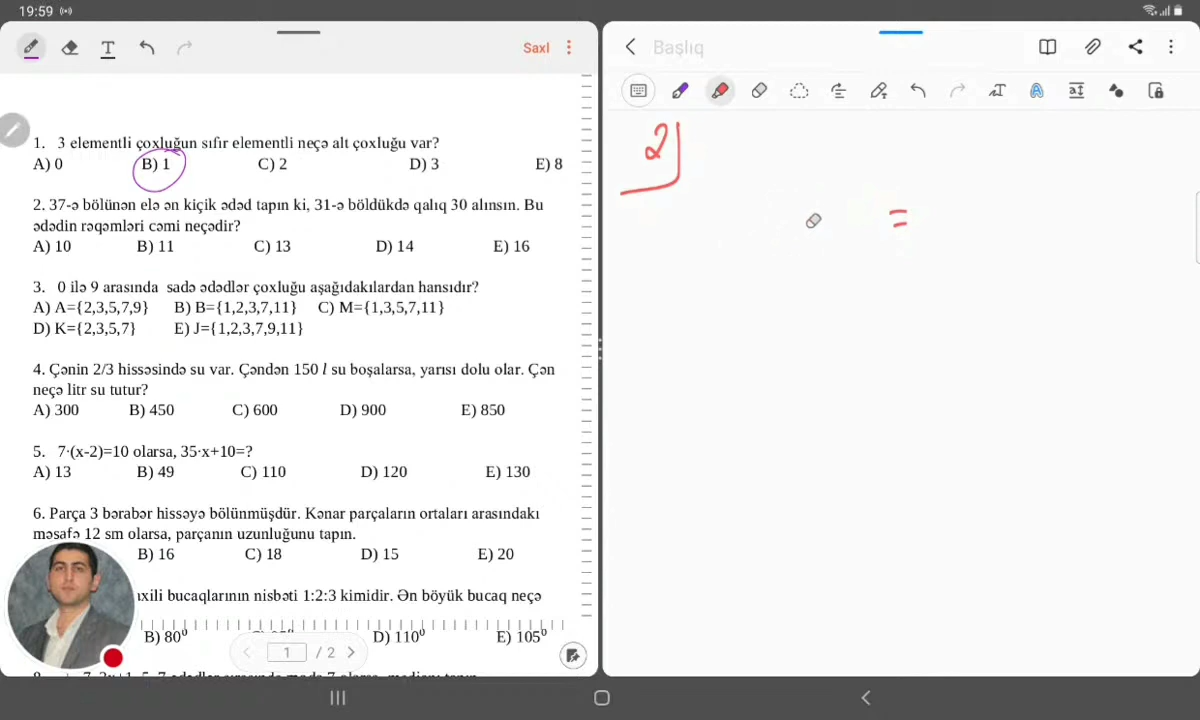 19:59
Saxl
Başlıq
1. 3 elementli çoxluğun sıfır elementli neçə alt çoxluğu var?
A) 0 B) 1 C) 2 D) 3 E) 8
2. 37-ə bölünən elə ən kiçik ədəd tapın ki, 31-ə böldükdə qalıq 30 alınsın. Bu
ədədin rəqəmləri cəmi neçədir?
A) 10 B) 11 C) 13 D) 14 E) 16
3. 0 ilə 9 arasında sadə ədədlər çoxluğu aşağıdakılardan hansıdır?
A) A={2,3,5,7,9} B) B={1,2,3,7,11} C) M={1,3,5,7,11}
D) K={2,3,5,7} E) J={1,2,3,7,9,11}
4. Çənin 2/3 hissəsində su var. Çəndən 150 l su boşalarsa, yarısı dolu olar. Çən
neçə litr su tutur?
A) 300 B) 450 C) 600 D) 900 E) 850
5. 7·(x-2)=10 olarsa, 35·x+10=?
A) 13 B) 49 C) 110 D) 120 E) 130
6. Parça 3 bərabər hissəyə bölünmüşdür. Kənar parçaların ortaları arasındakı
məsafə 12 sm olarsa, parçanın uzunluğunu tapın.
B) 16 C) 18 D) 15 E) 20
bucaqlarının nisbəti 1:2:3 kimidir. Ən böyük bucaq neçə
B) 80⁰ D) 110⁰ E) 105⁰
1 / 2
2
=